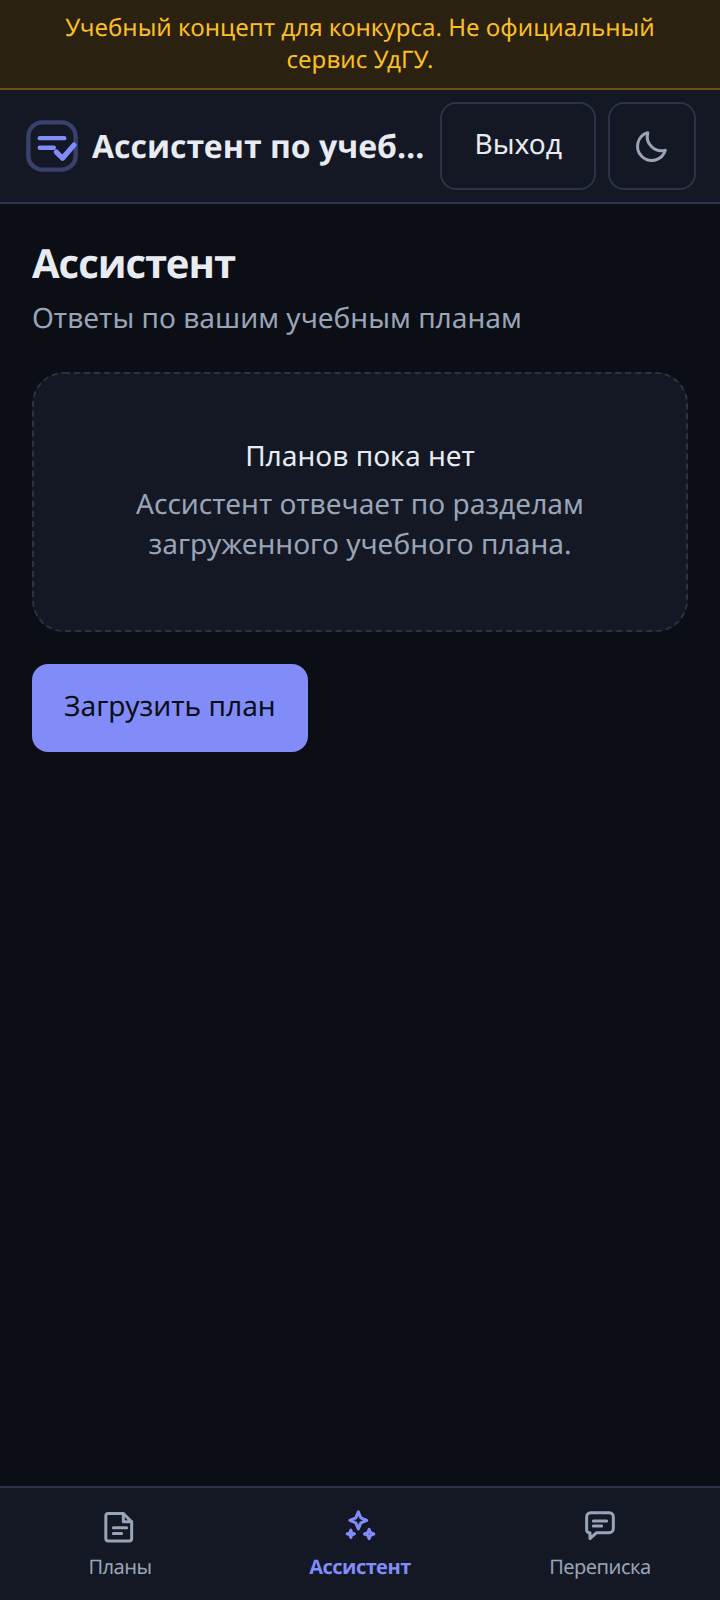 Учебный концепт для конкурса. Не официальный
сервис УдГУ.
Ассистент по учеб...
Выход
Ассистент
Ответы по вашим учебным планам
Планов пока нет
Ассистент отвечает по разделам
загруженного учебного плана.
Загрузить план
Планы
Ассистент
Переписка